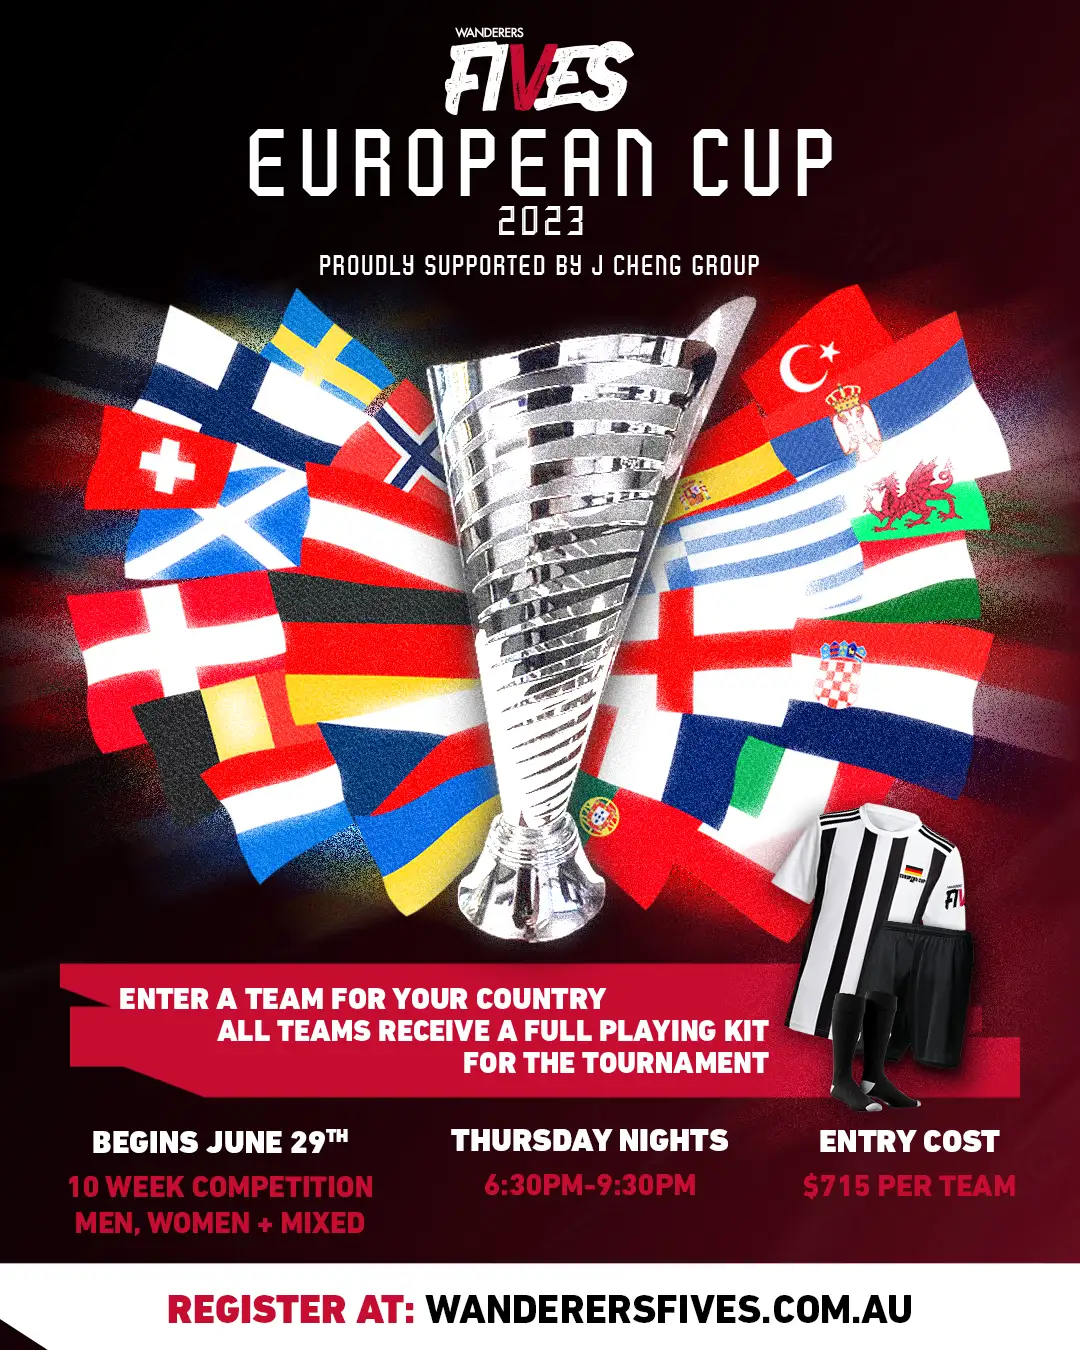 WANDERERS
FIVES
EUROPEAN CUP
2023
PROUDLY SUPPORTED BY J CHENG GROUP
ENTER A TEAM FOR YOUR COUNTRY
ALL TEAMS RECEIVE A FULL PLAYING KIT
FOR THE TOURNAMENT
BEGINS JUNE 29TH
10 WEEK COMPETITION
MEN, WOMEN + MIXED
THURSDAY NIGHTS
6:30PM-9:30PM
ENTRY COST
$715 PER TEAM
REGISTER AT: WANDERERSFIVES.COM.AU